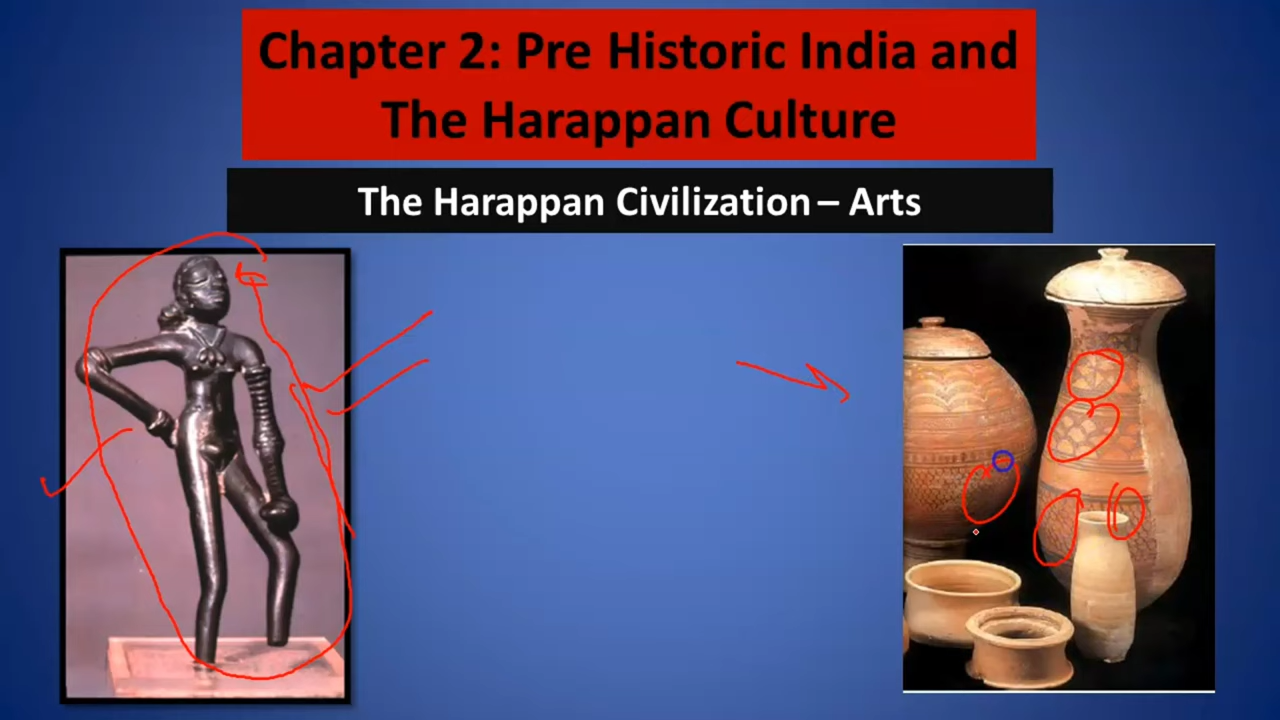 Chapter 2: Pre Historic India and
The Harappan Culture
The Harappan Civilization – Arts